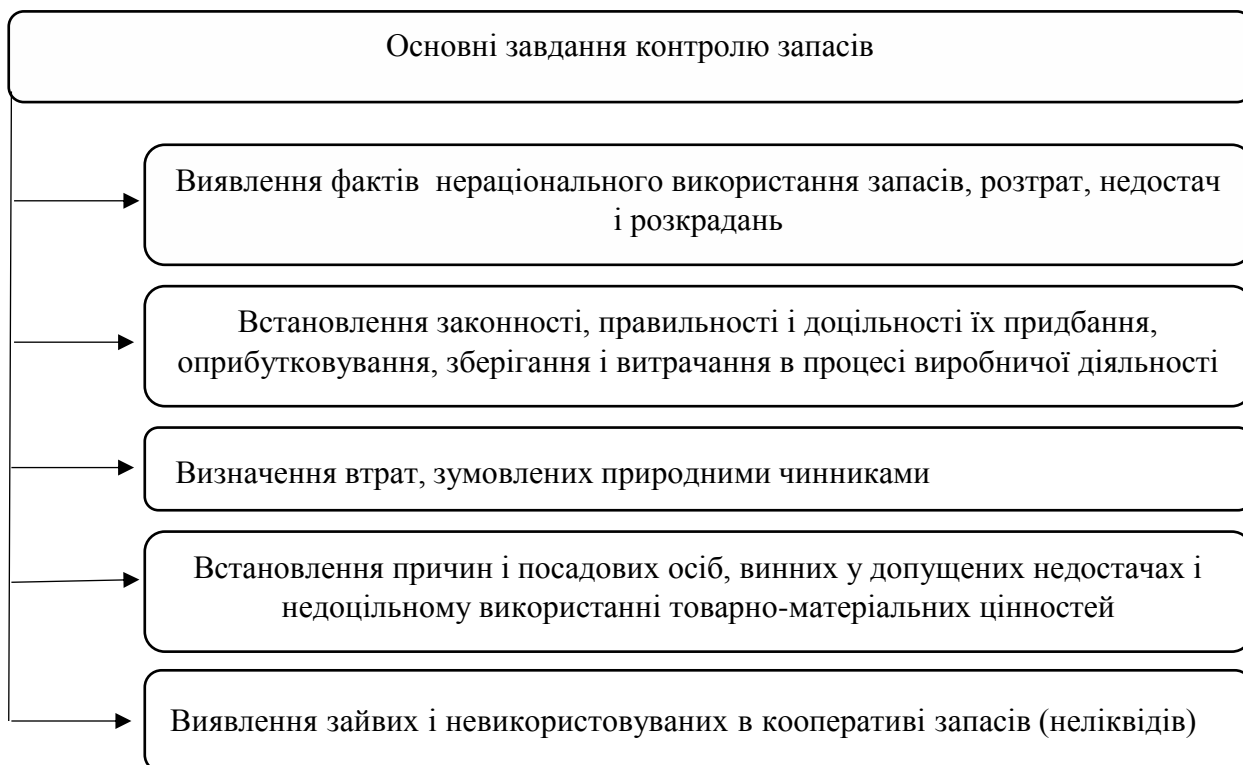 Основні завдання контролю запасів
Виявлення фактів нераціонального використання запасів, розтрат, недостач
і розкрадань
Встановлення законності, правильності і доцільності їх придбання,
оприбутковування, зберігання і витрачання в процесі виробничої діяльності
Визначення втрат, зумовлених природними чинниками
Встановлення причин і посадових осіб, винних у допущених недостачах і
недоцільному використанні товарно-матеріальних цінностей
Виявлення зайвих і невикористовуваних в кооперативі запасів (неліквідів)